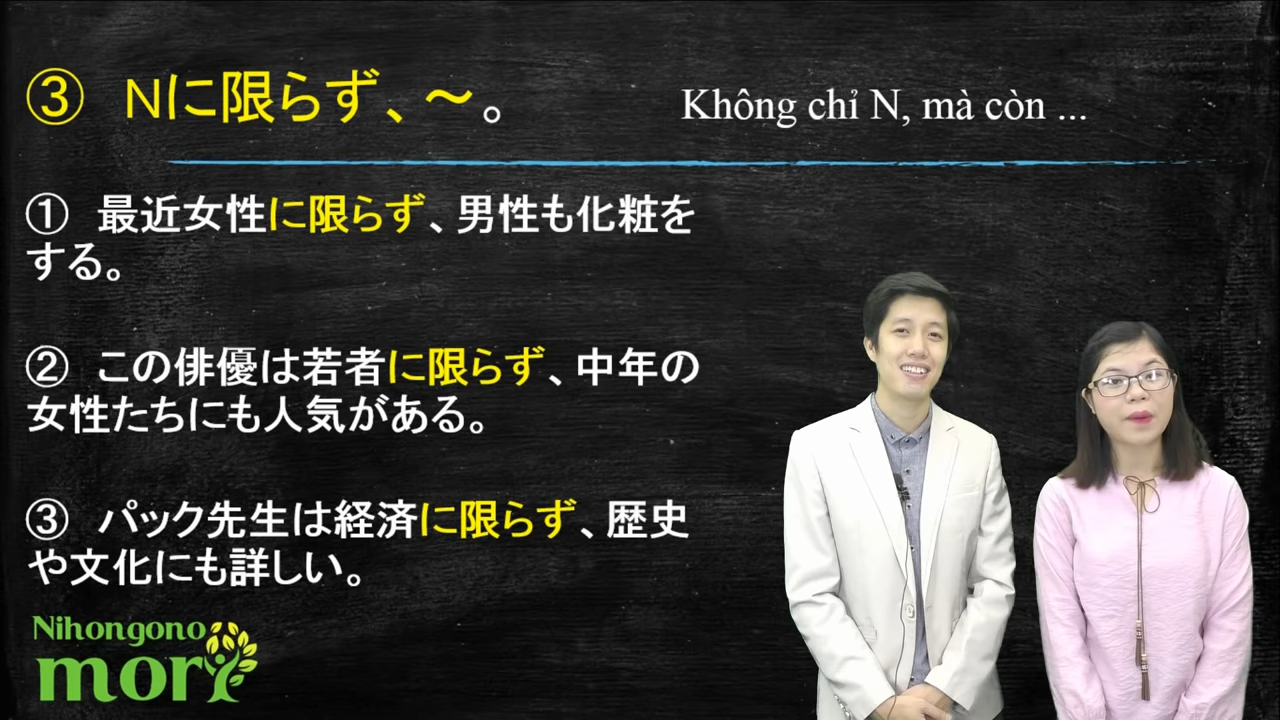 ③ Nに限らず、～。
Không chỉ N, mà còn ...
① 最近女性に限らず、男性も化粧を
する。
② この俳優は若者に限らず、中年の
女性たちにも人気がある。
③ パック先生は経済に限らず、歴史
や文化にも詳しい。
Nihongono
mori